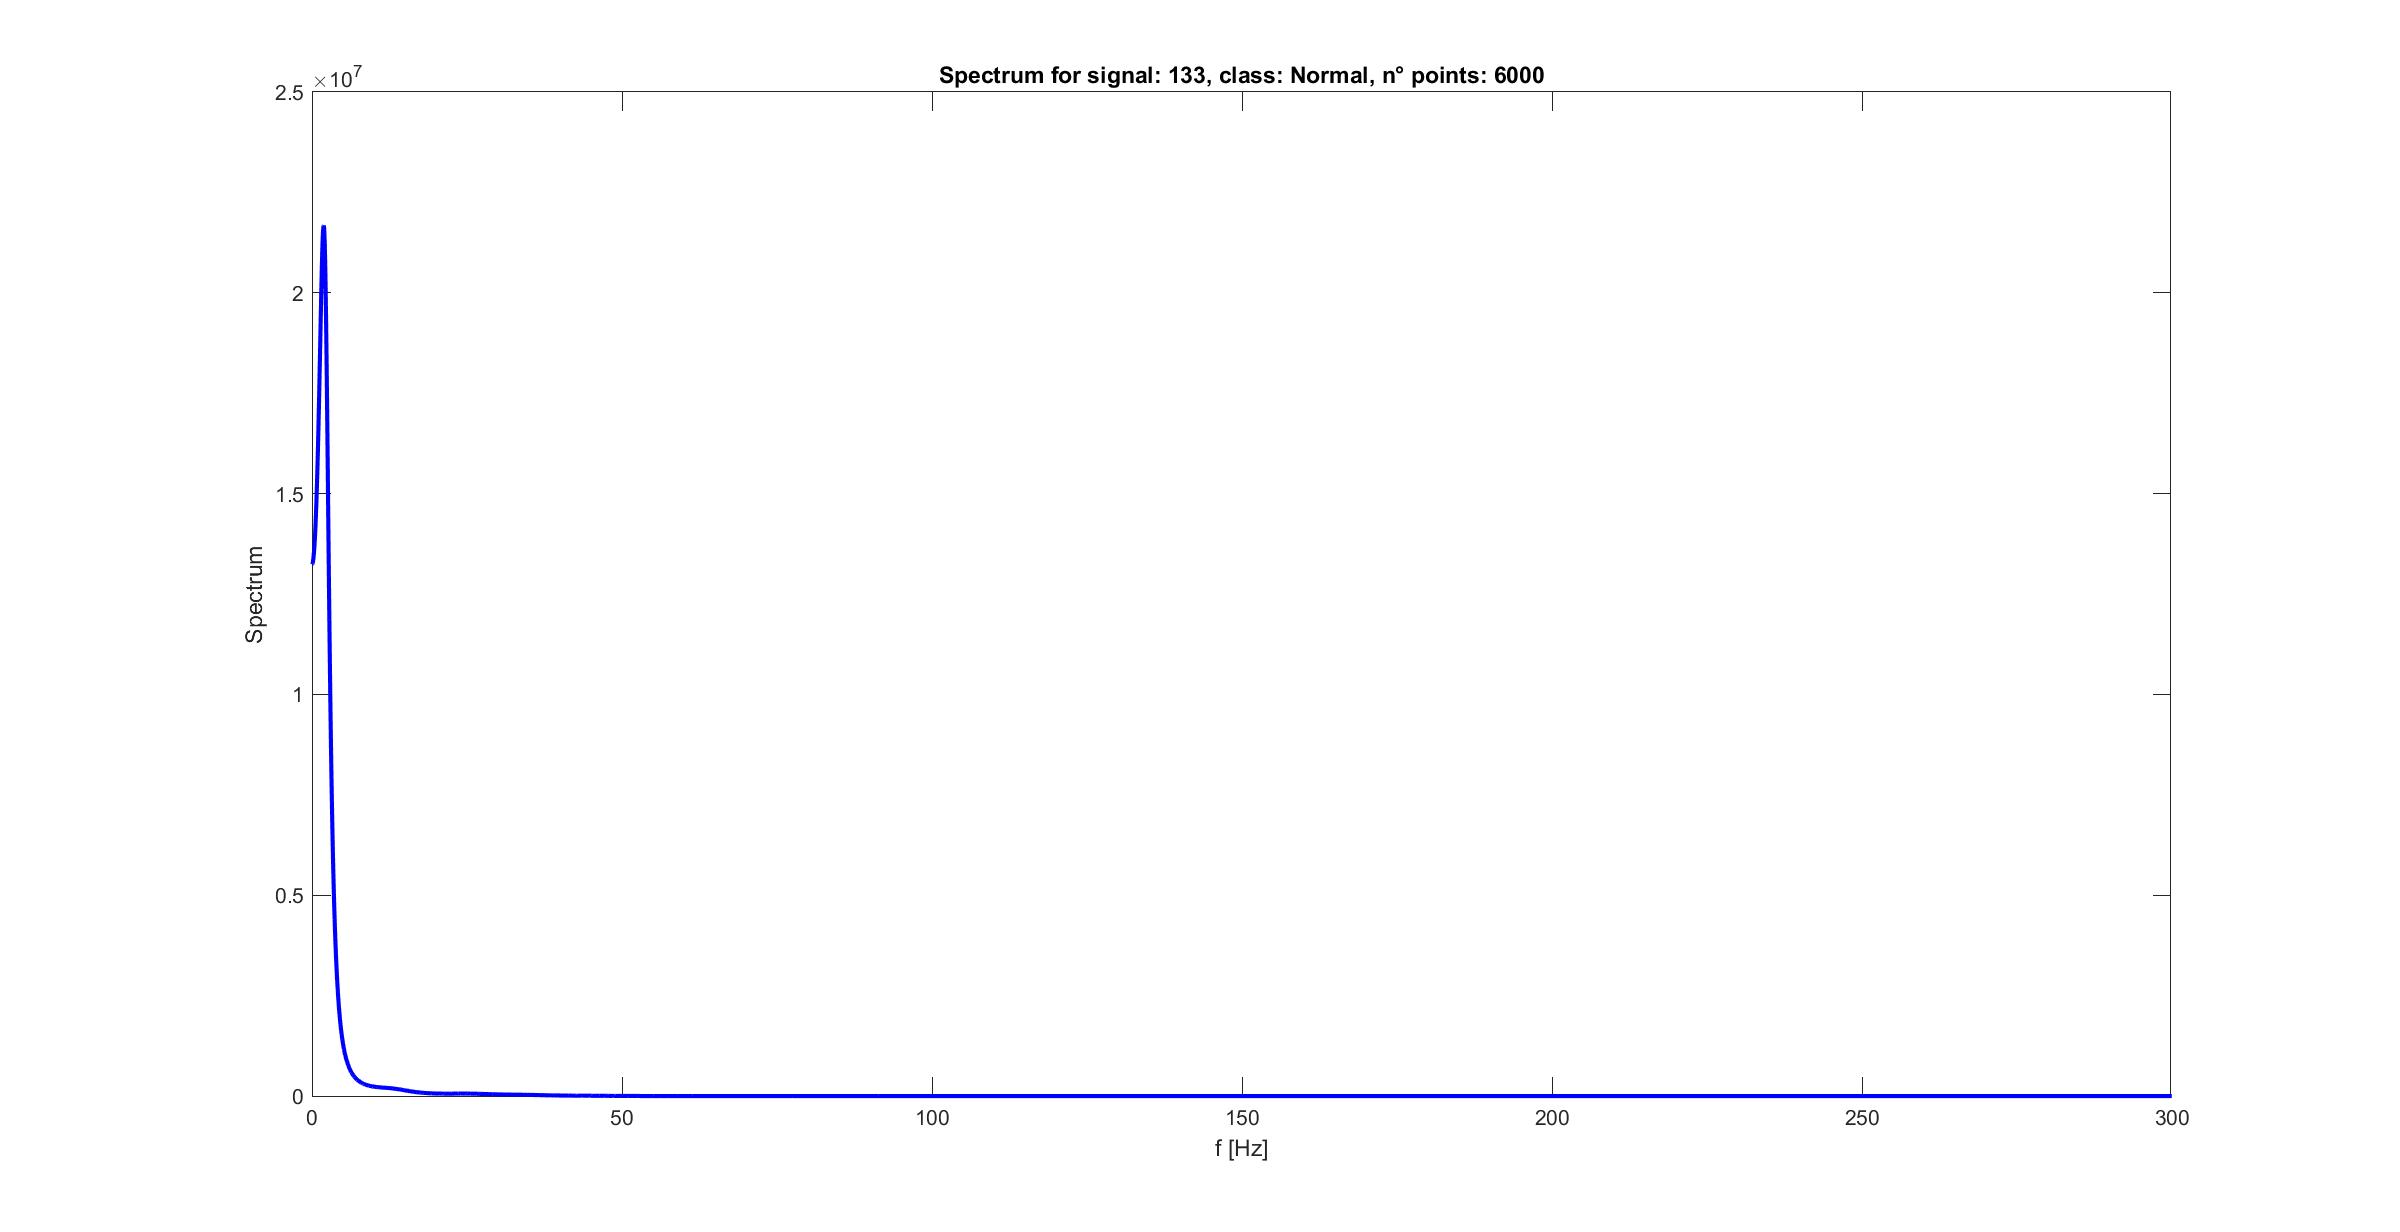 Spectrum for signal: 133, class: Normal, n° points: 6000
×10^7
2.5
2
1.5
1
0.5
0
Spectrum
0 50 100 150 200 250 300
f [Hz]